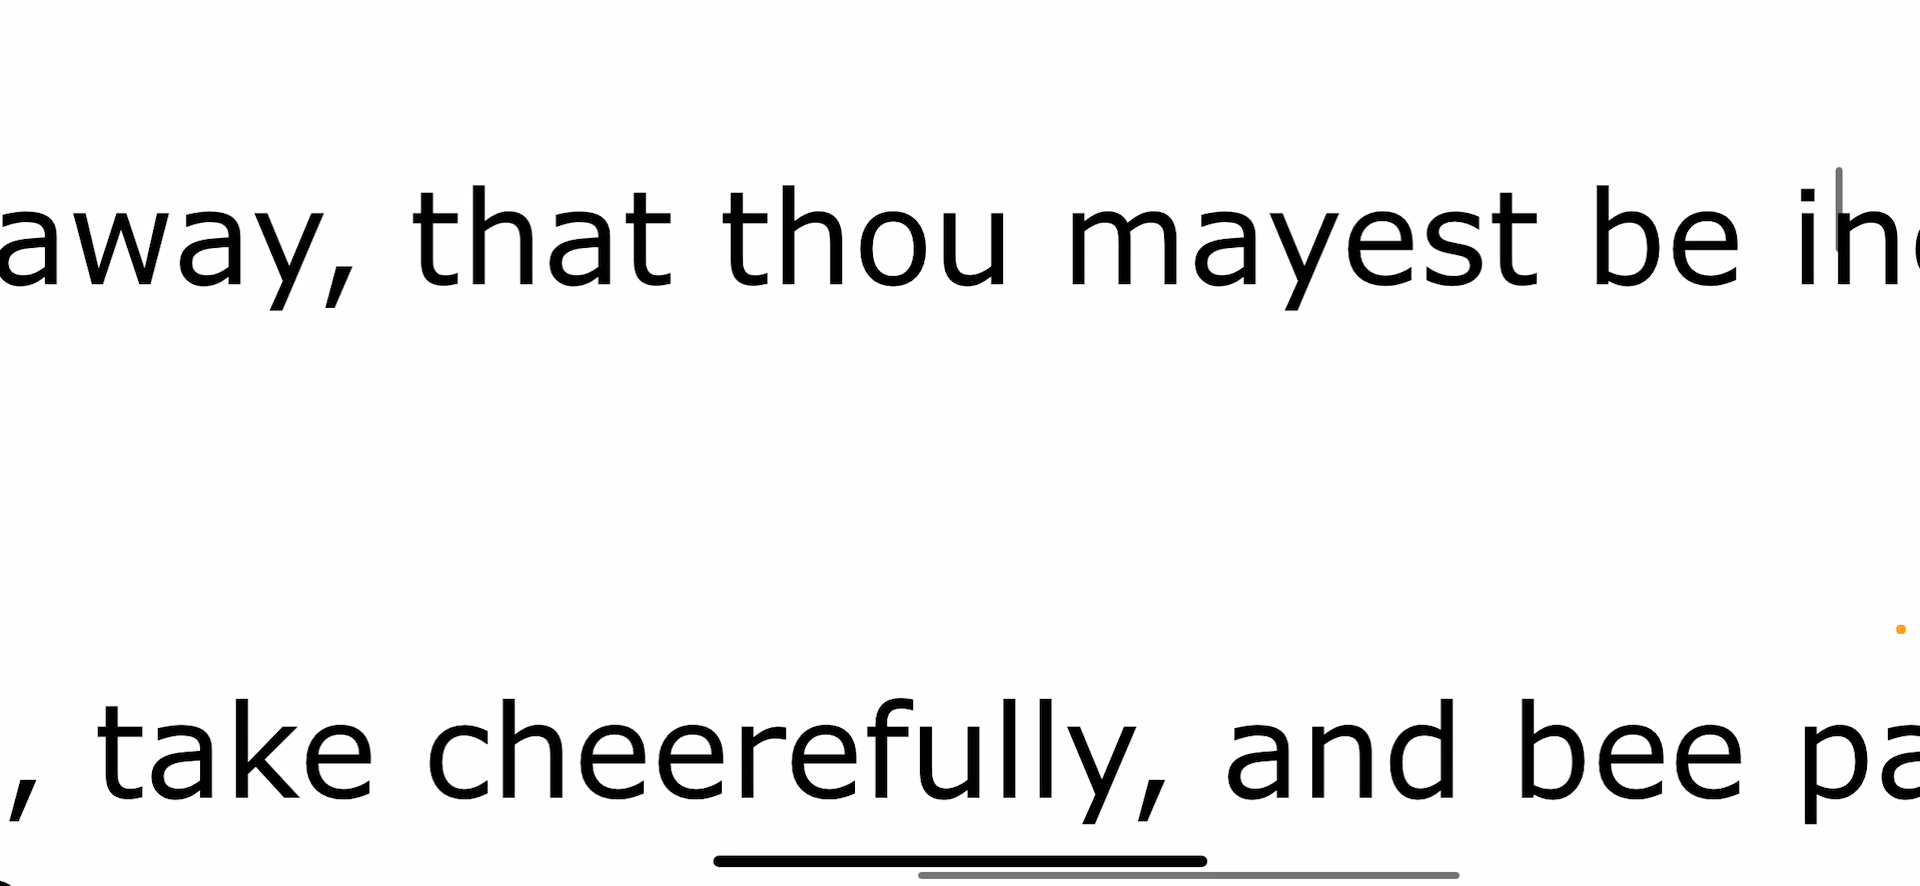 away, that thou mayest be
, take cheerefully, and bee